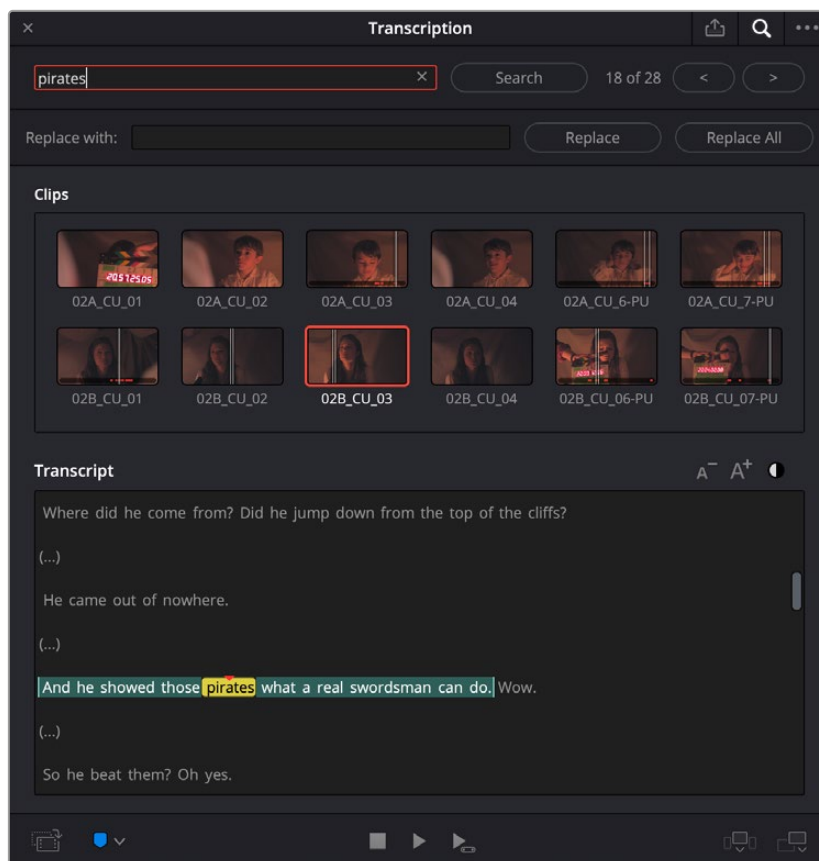 Transcription
pirates
Search
18 of 28
<
>
Replace with:
Replace
Replace All
Clips
02A_CU_01
02A_CU_02
02A_CU_03
02A_CU_04
02A_CU_6-PU
02A_CU_7-PU
02B_CU_01
02B_CU_02
02B_CU_03
02B_CU_04
02B_CU_06-PU
02B_CU_07-PU
Transcript
A−
A+
Where did he come from? Did he jump down from the top of the cliffs?
(...)
He came out of nowhere.
(...)
And he showed those pirates what a real swordsman can do. Wow.
(...)
So he beat them? Oh yes.